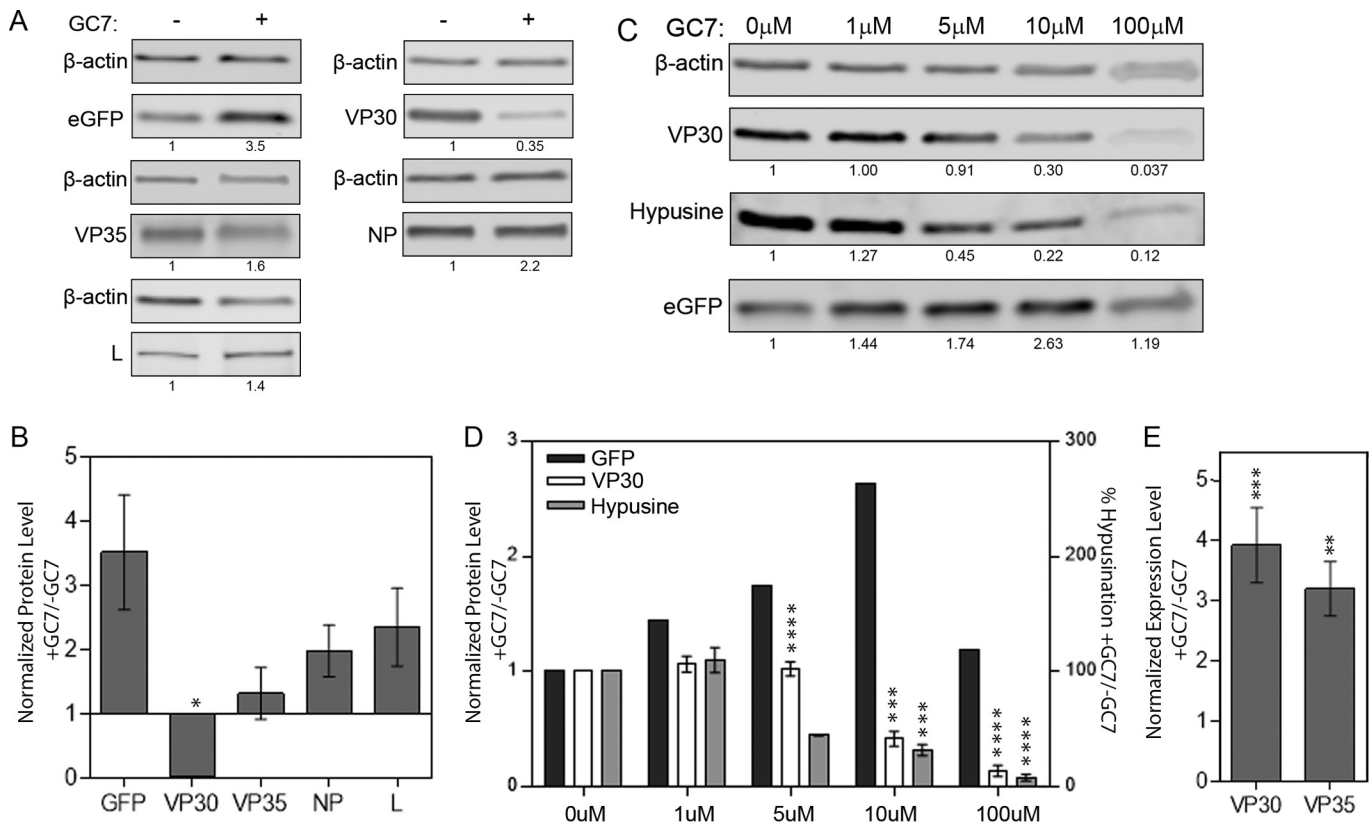 A
GC7: - +
β-actin
eGFP
1 3.5
β-actin
VP35
1 1.6
β-actin
L
1 1.4
- +
β-actin
VP30
1 0.35
β-actin
NP
1 2.2
C
GC7: 0μM 1μM 5μM 10μM 100μM
β-actin
VP30
1 1.00 0.91 0.30 0.037
Hypusine
1 1.27 0.45 0.22 0.12
eGFP
1 1.44 1.74 2.63 1.19
B
Normalized Protein Level
+GC7/-GC7
5
4
3
2
1
0
*
GFP VP30 VP35 NP L
D
Normalized Protein Level
+GC7/-GC7
3
2
1
0
GFP
VP30
Hypusine
****
***
***
****
****
300
200
100
0
% Hypusination +GC7/-GC7
0uM 1uM 5uM 10uM 100uM
E
Normalized Expression Level
+GC7/-GC7
5
4
3
2
1
0
***
**
VP30 VP35